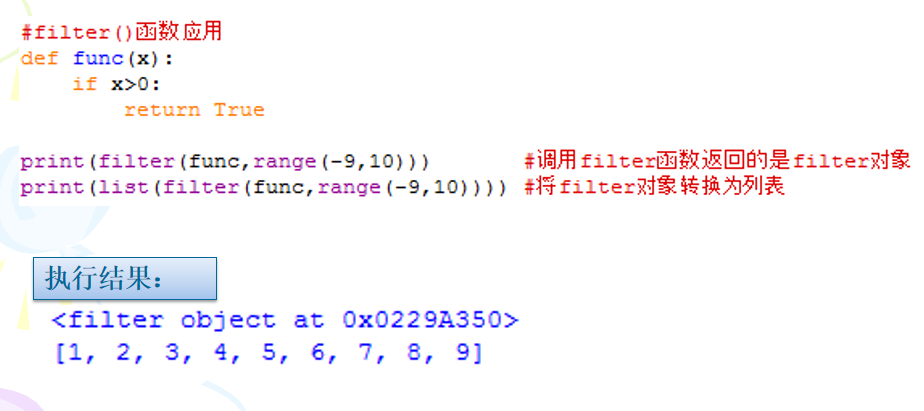 #filter()函数应用
def func(x):
    if x>0:
        return True
print(filter(func,range(-9,10))) #调用filter函数返回的是filter对象
print(list(filter(func,range(-9,10)))) #将filter对象转换为列表
执行结果：
<filter object at 0x0229A350>
[1, 2, 3, 4, 5, 6, 7, 8, 9]